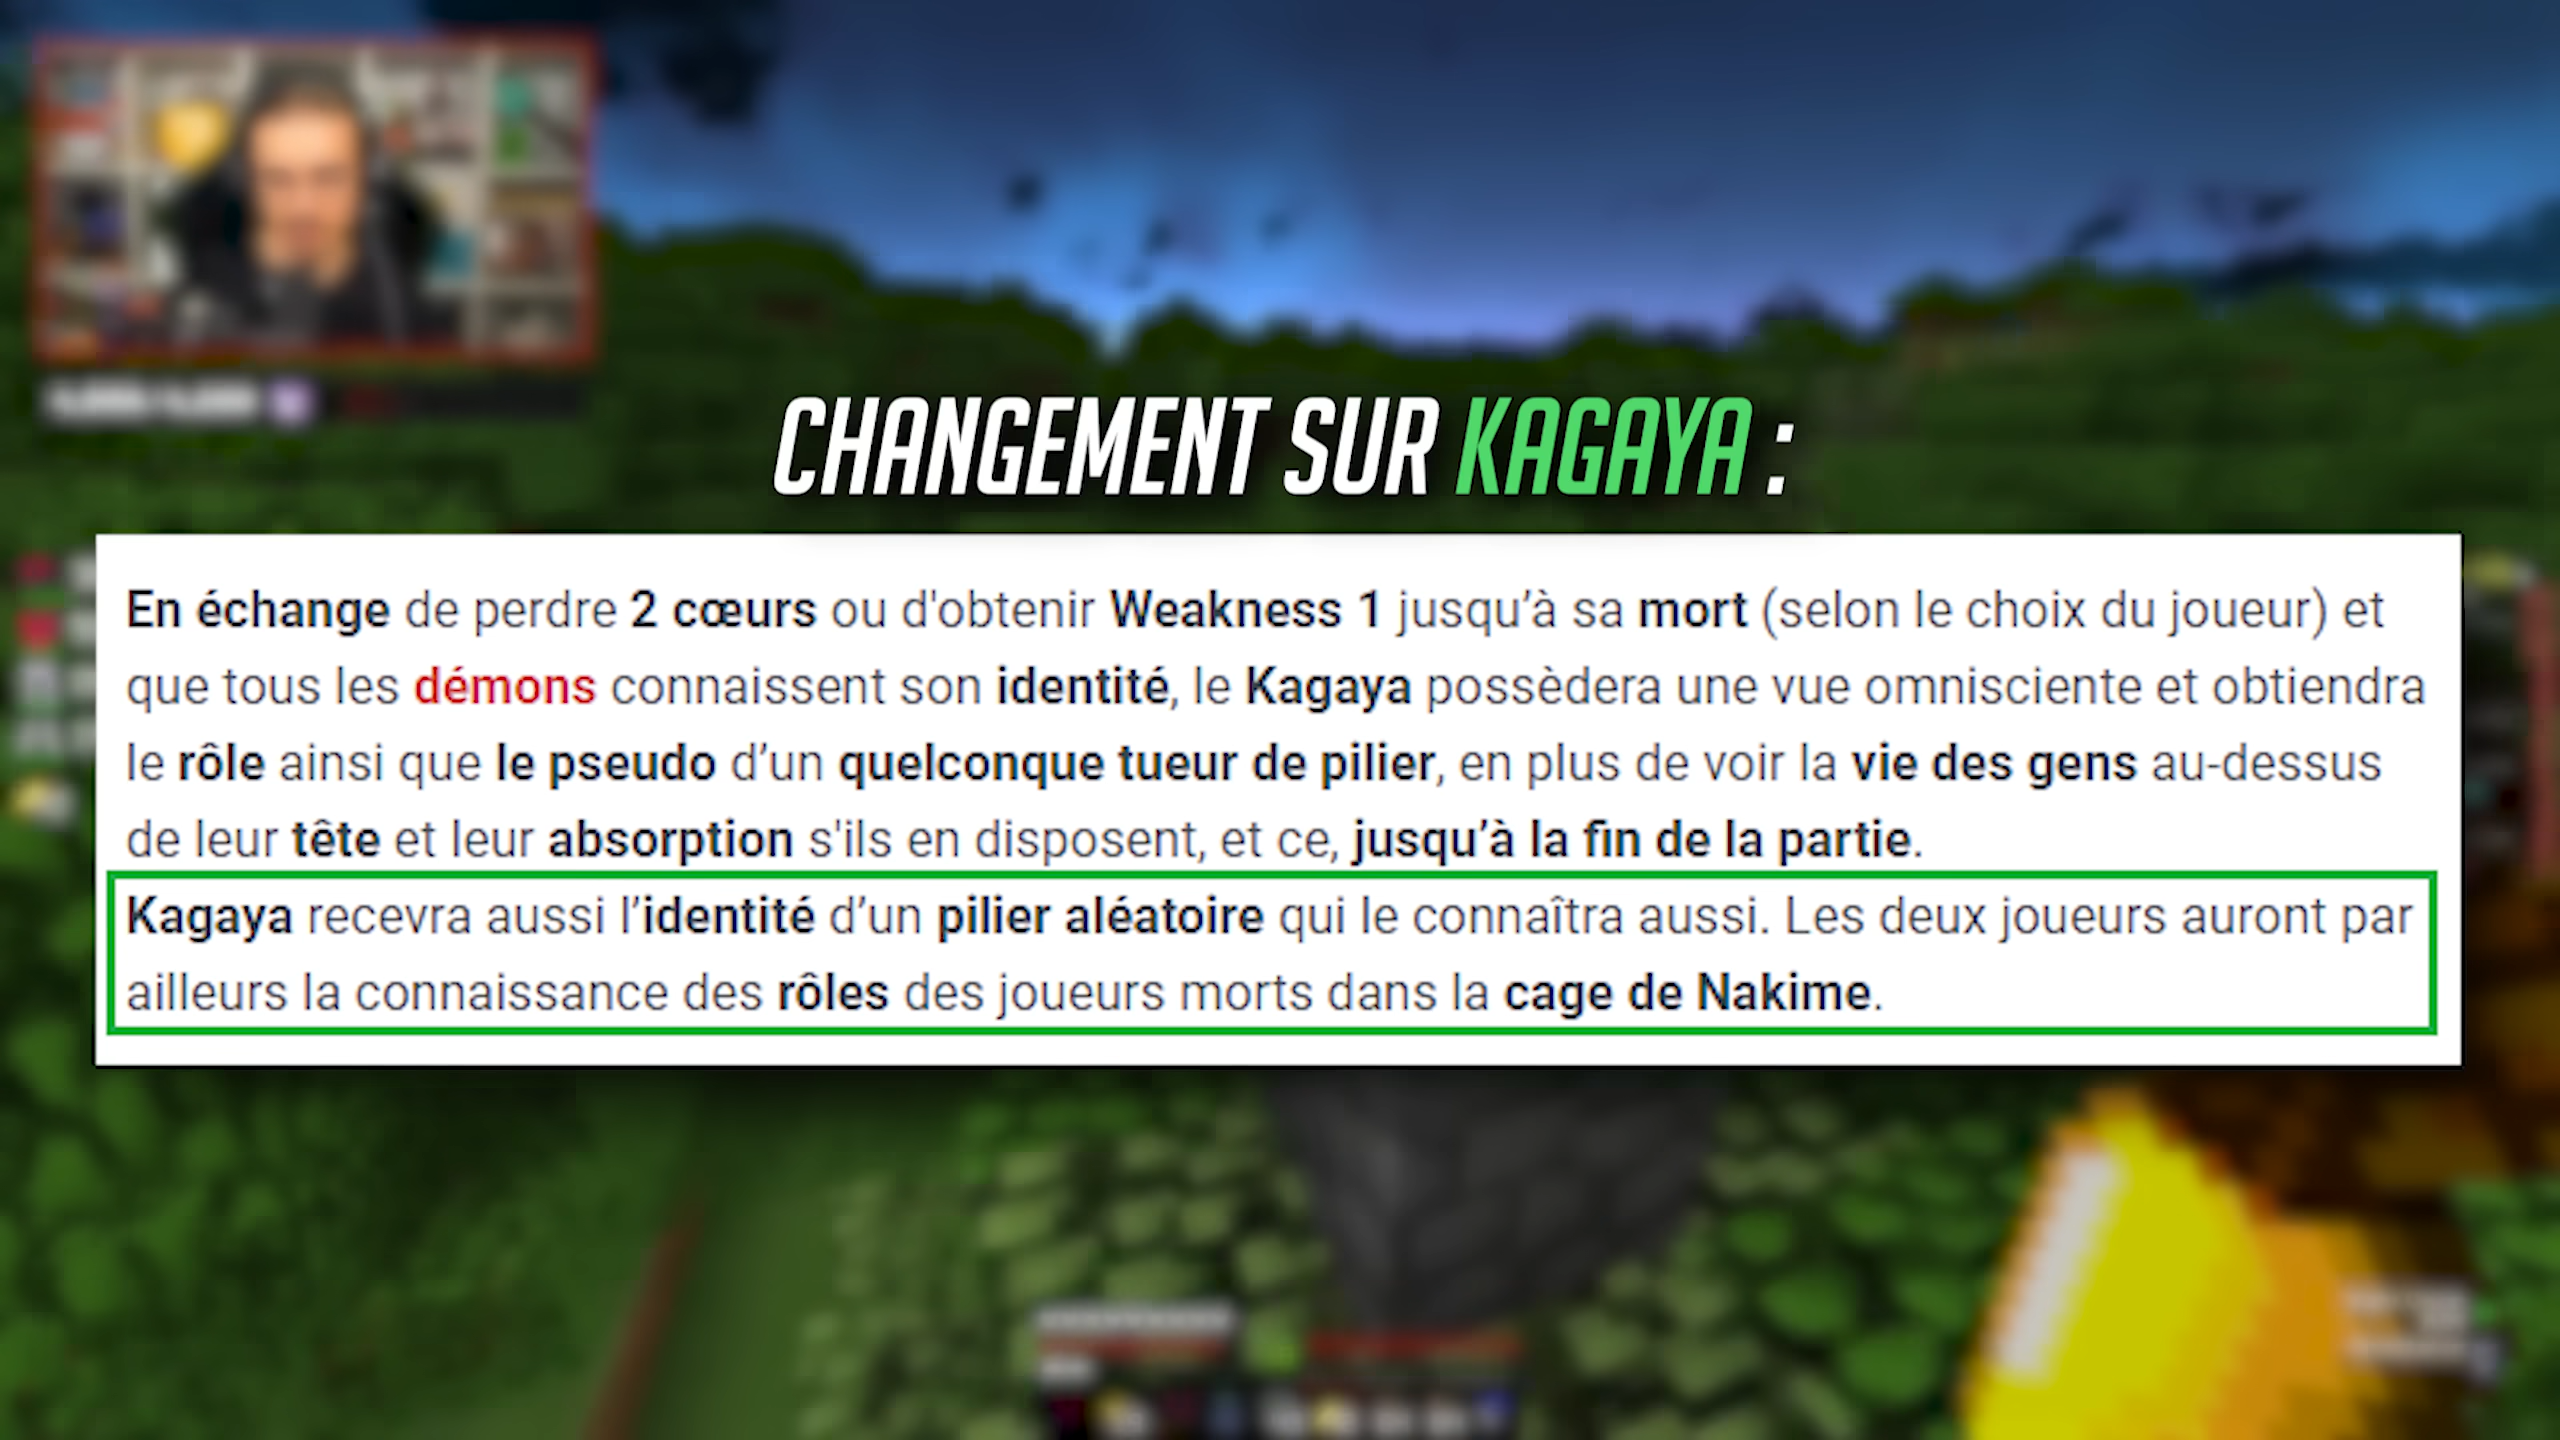 CHANGEMENT SUR KAGAYA :
En échange de perdre 2 cœurs ou d'obtenir Weakness 1 jusqu’à sa mort (selon le choix du joueur) et
que tous les démons connaissent son identité, le Kagaya possèdera une vue omnisciente et obtiendra
le rôle ainsi que le pseudo d’un quelconque tueur de pilier, en plus de voir la vie des gens au-dessus
de leur tête et leur absorption s'ils en disposent, et ce, jusqu’à la fin de la partie.
Kagaya recevra aussi l’identité d’un pilier aléatoire qui le connaîtra aussi. Les deux joueurs auront par
ailleurs la connaissance des rôles des joueurs morts dans la cage de Nakime.